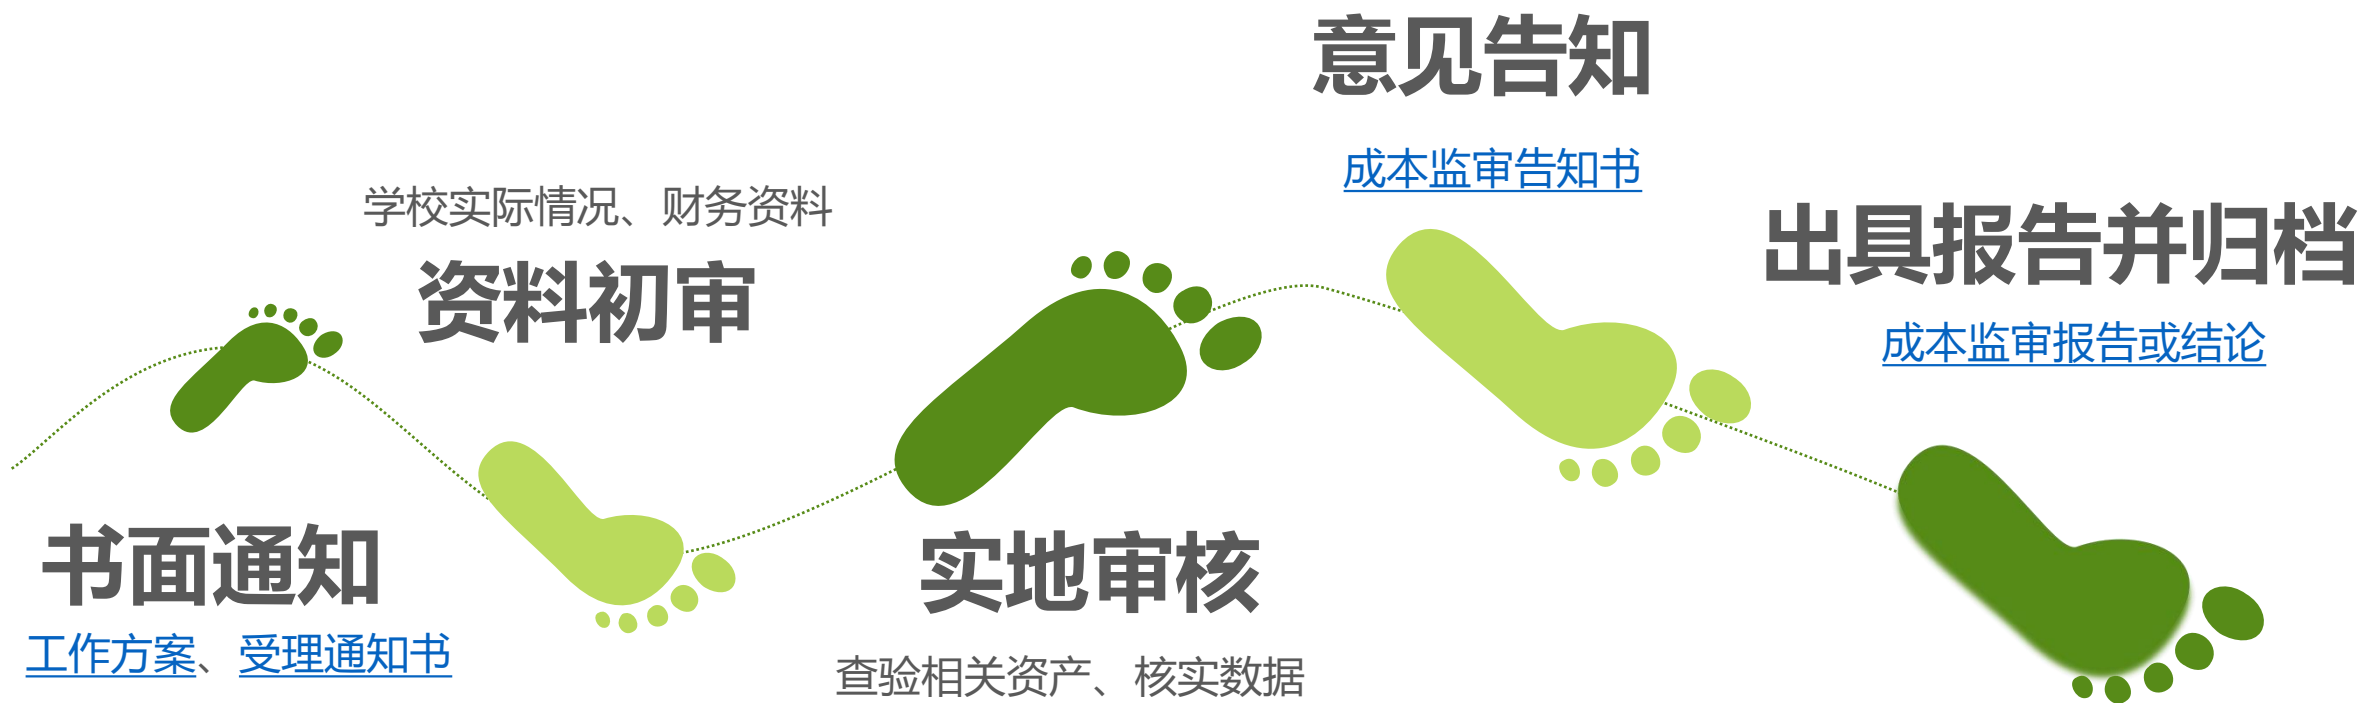 书面通知
工作方案、受理通知书
学校实际情况、财务资料
资料初审
实地审核
查验相关资产、核实数据
意见告知
成本监审告知书
出具报告并归档
成本监审报告或结论